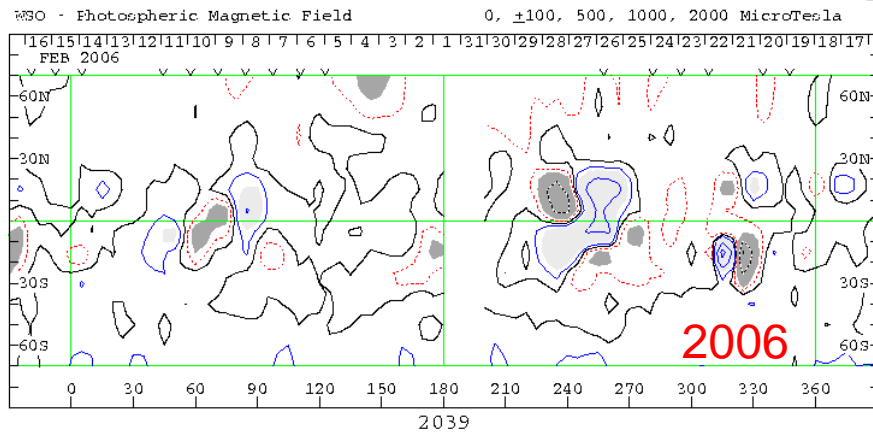 WSO - Photospheric Magnetic Field 0, ±100, 500, 1000, 2000 MicroTesla
16 15 14 13 12 11 10 9 8 7 6 5 4 3 2 1 29 28 27 26 25 24 23 22 21 20 19 18 17
FEB 2006
60N 60N
30N 30N
0 0
30S 30S
60S 2006 60S
0 30 60 90 120 150 180 210 240 270 300 330 360
2039